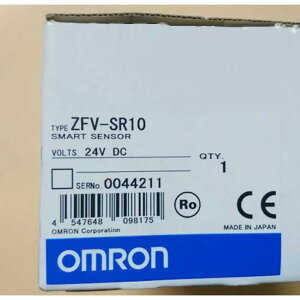 TYPE ZFV-SR10
SMART SENSOR
VOLTS 24V DC
QTY.
1
SERNo 0044211
4 547648 098175
Ro
CE
OMRON Corporation
MADE IN JAPAN
OMRON